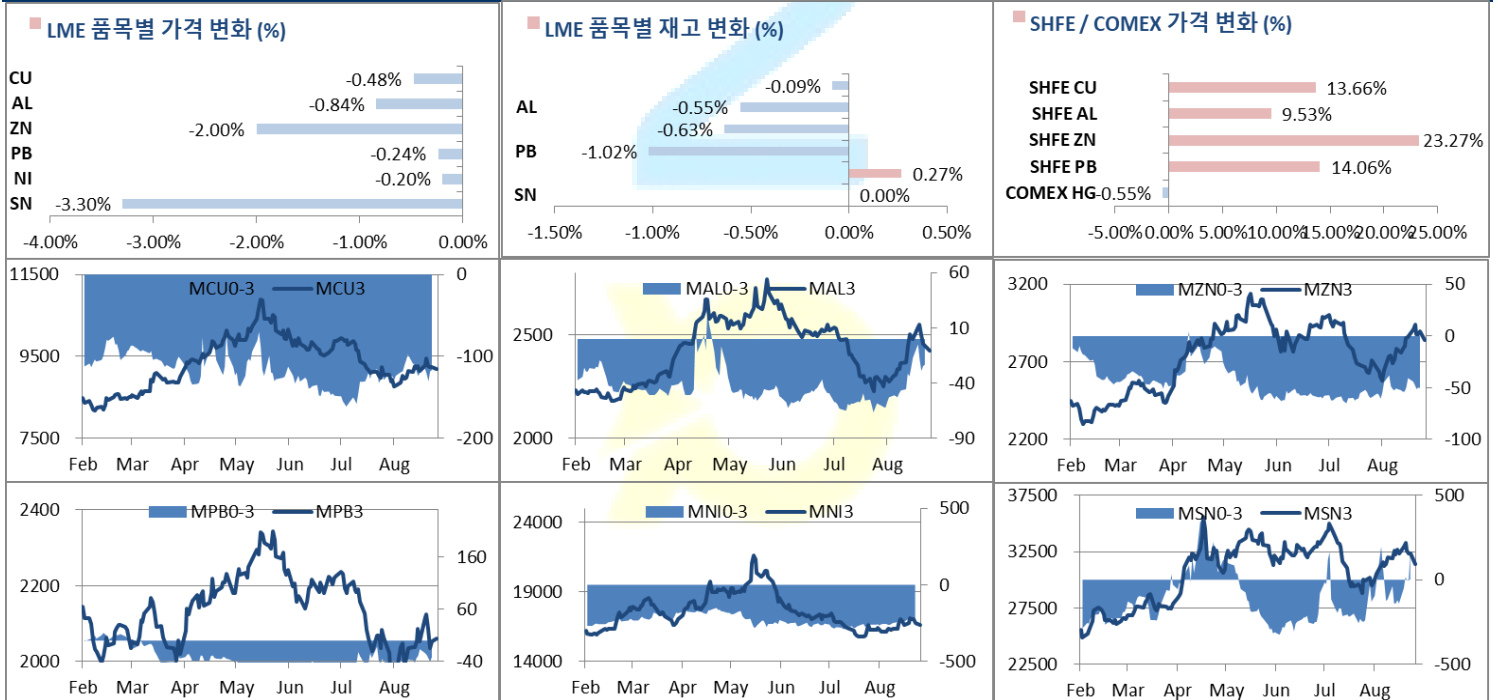 LME 품목별 가격 변화 (%)
CU
-0.48%
AL
-0.84%
ZN
-2.00%
PB
-0.24%
NI
-0.20%
SN
-3.30%
-4.00% -3.00% -2.00% -1.00% 0.00%
LME 품목별 재고 변화 (%)
-0.09%
AL
-0.55%
-0.63%
PB
-1.02%
0.27%
SN
0.00%
-1.50% -1.00% -0.50% 0.00% 0.50%
SHFE / COMEX 가격 변화 (%)
SHFE CU
13.66%
SHFE AL
9.53%
SHFE ZN
23.27%
SHFE PB
14.06%
COMEX HG
-0.55%
-5.00% 0.00% 5.00% 10.00% 15.00% 20.00% 25.00%
MCU0-3 MCU3
11500
9500
7500
0
-100
-200
Feb Mar Apr May Jun Jul Aug
MAL0-3 MAL3
2500
2000
60
10
-40
-90
Feb Mar Apr May Jun Jul Aug
MZN0-3 MZN3
3200
2700
2200
50
0
-50
-100
Feb Mar Apr May Jun Jul Aug
MPB0-3 MPB3
2400
2200
2000
160
60
-40
Feb Mar Apr May Jun Jul Aug
MNI0-3 MNI3
24000
19000
14000
500
0
-500
Feb Mar Apr May Jun Jul Aug
MSN0-3 MSN3
37500
32500
27500
22500
500
0
-500
Feb Mar Apr May Jun Jul Aug